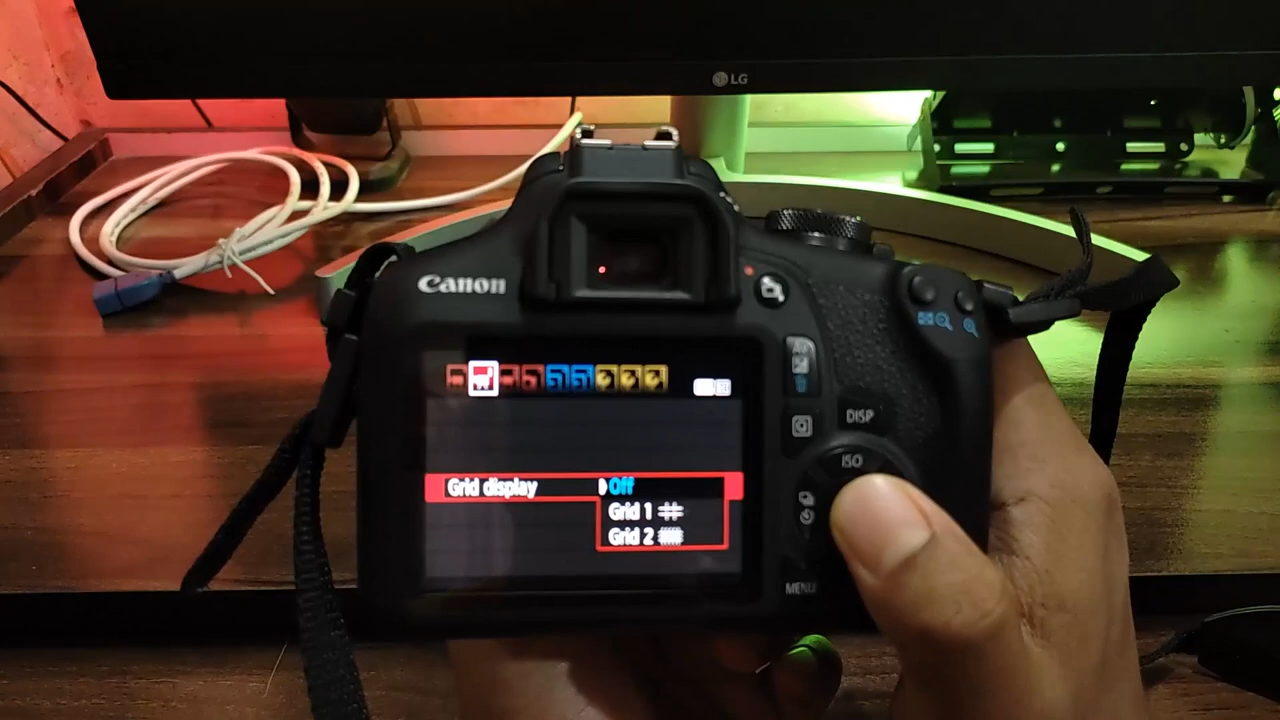 LG
Canon
Grid display
Off
Grid 1
Grid 2
DISP
ISO
MENU